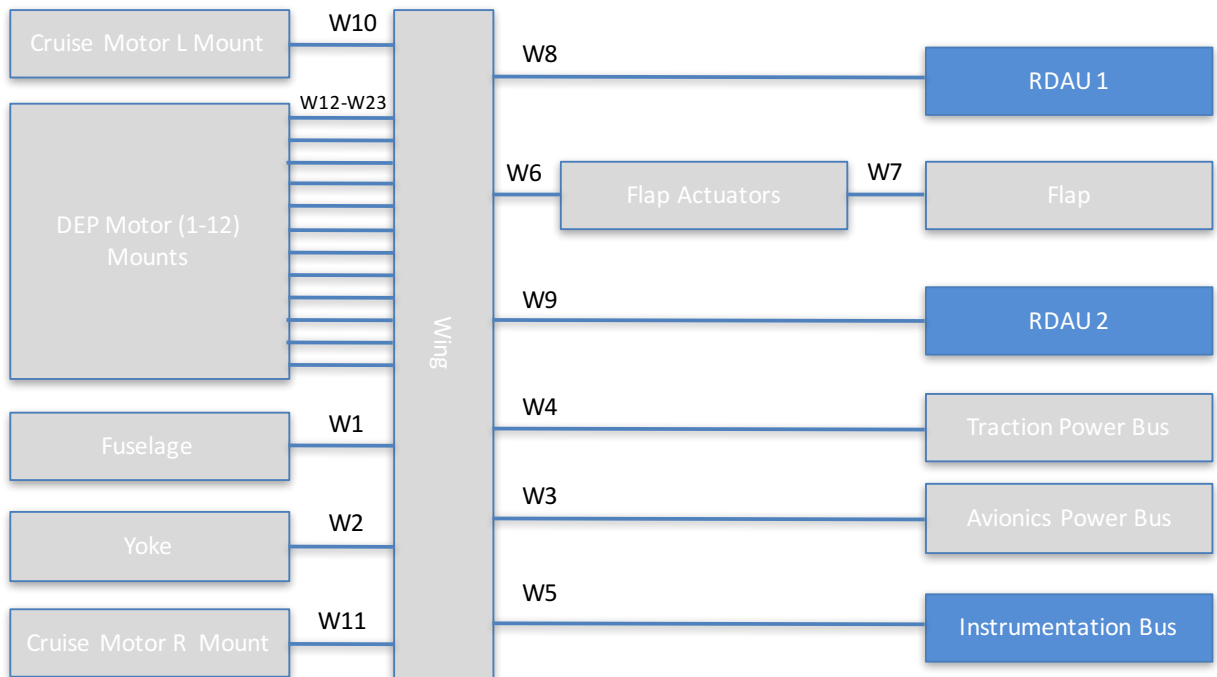 W10
Cruise Motor L Mount
W8
RDAU 1
W12-W23
W6
Flap Actuators
W7
Flap
DEP Motor (1-12)
Mounts
W9
RDAU 2
Wing
W4
Traction Power Bus
W1
Fuselage
W3
Avionics Power Bus
W2
Yoke
W5
Instrumentation Bus
W11
Cruise Motor R Mount